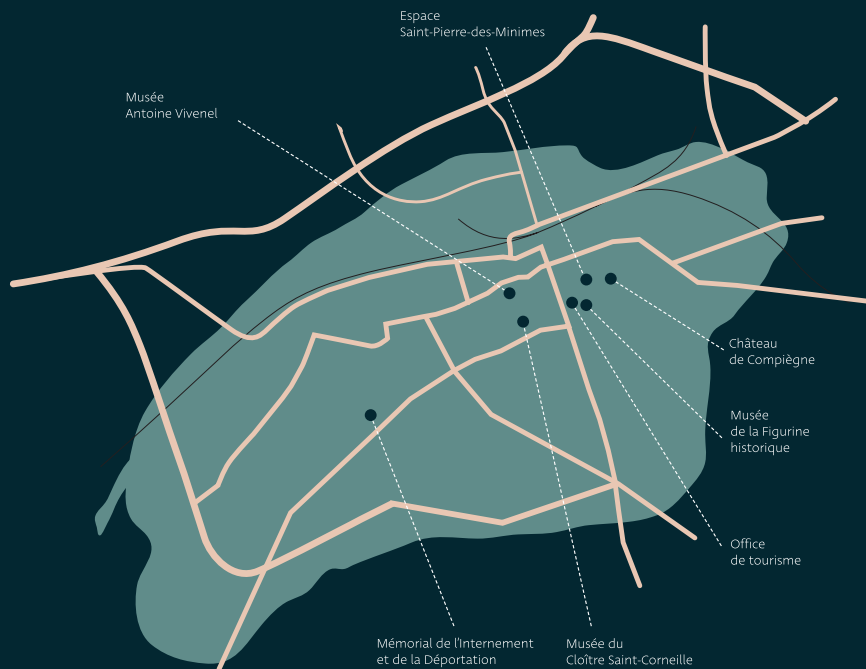 Espace
Saint-Pierre-des-Minimes
Musée
Antoine Vivenel
Château
de Compiègne
Musée
de la Figurine
historique
Office
de tourisme
Mémorial de l'Internement
et de la Déportation
Musée du
Cloître Saint-Corneille